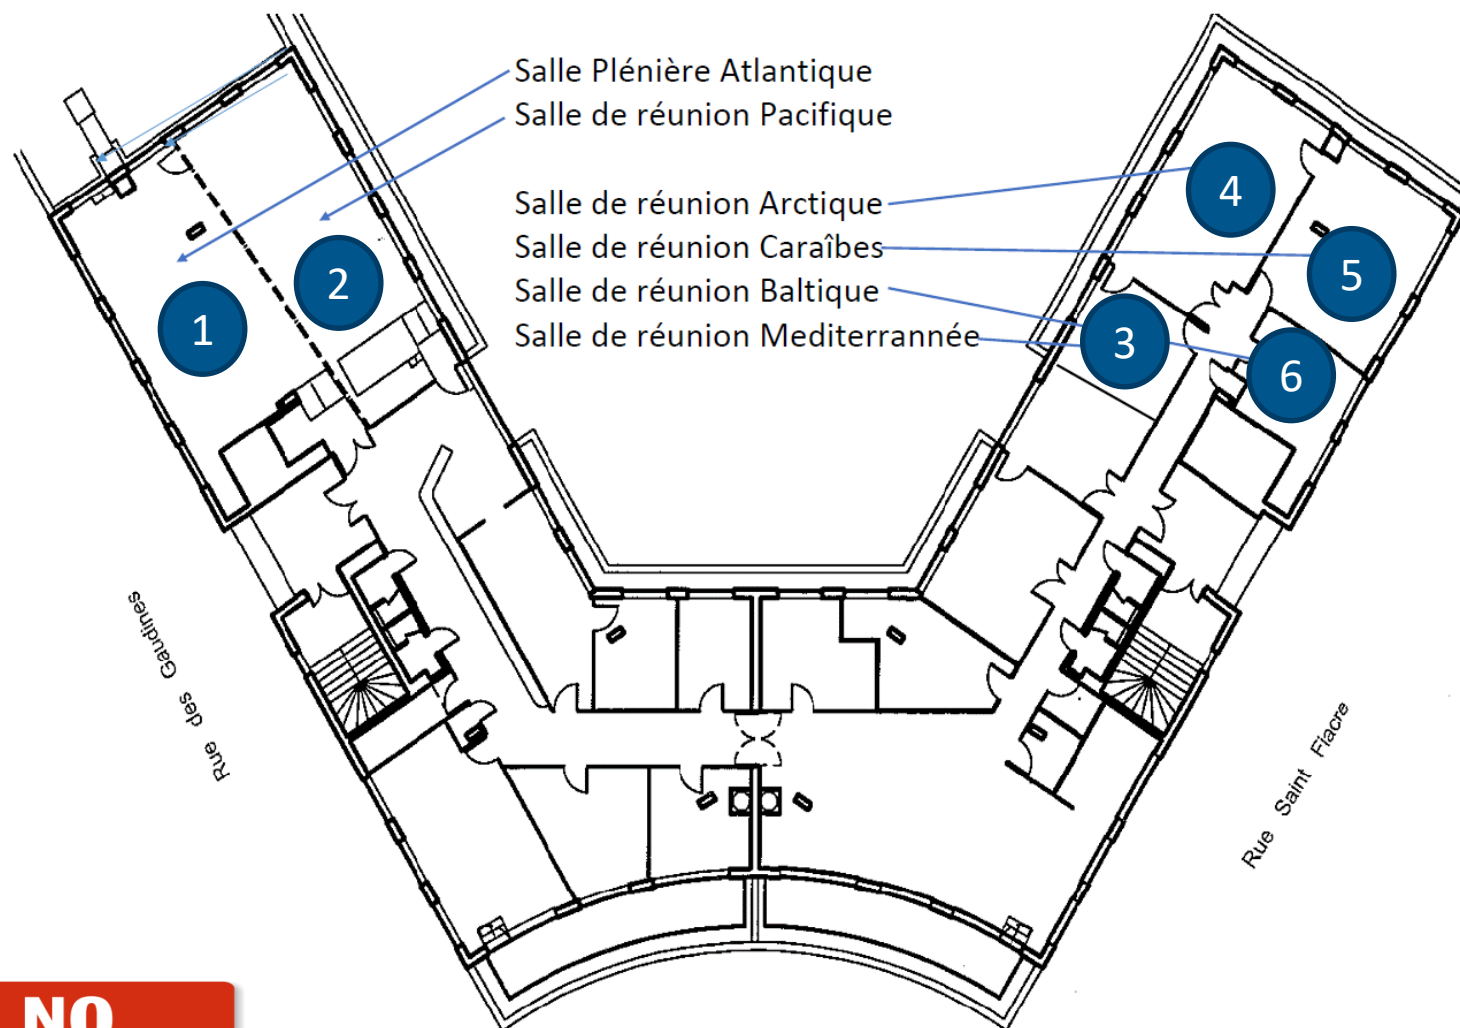 Salle Plénière Atlantique
Salle de réunion Pacifique
Salle de réunion Arctique
Salle de réunion Caraîbes
Salle de réunion Baltique
Salle de réunion Mediterrannée
1
2
3
4
5
6
Rue des Gaudines
Rue Saint Fiacre
NO